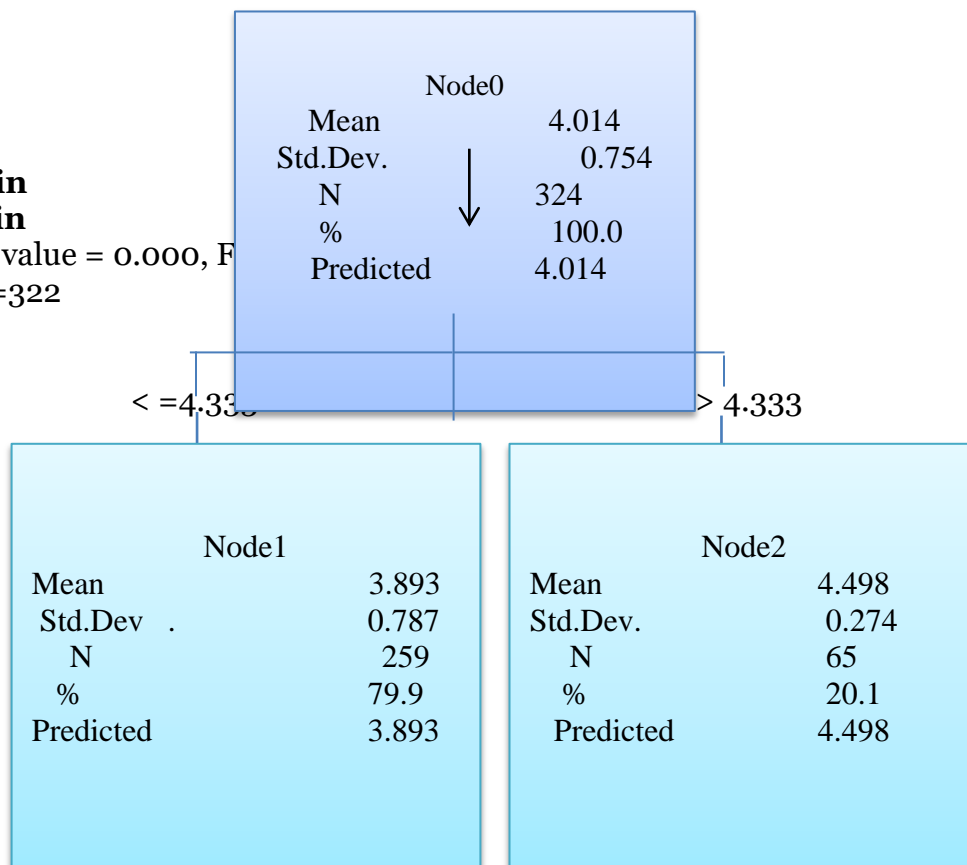 Node0
Mean 4.014
Std.Dev. 0.754
in
N 324
in
% 100.0
value = 0.000, F
Predicted 4.014
=322
< =4.333 > 4.333
Node1 Node2
Mean 3.893 Mean 4.498
Std.Dev . 0.787 Std.Dev. 0.274
N 259 N 65
% 79.9 % 20.1
Predicted 3.893 Predicted 4.498